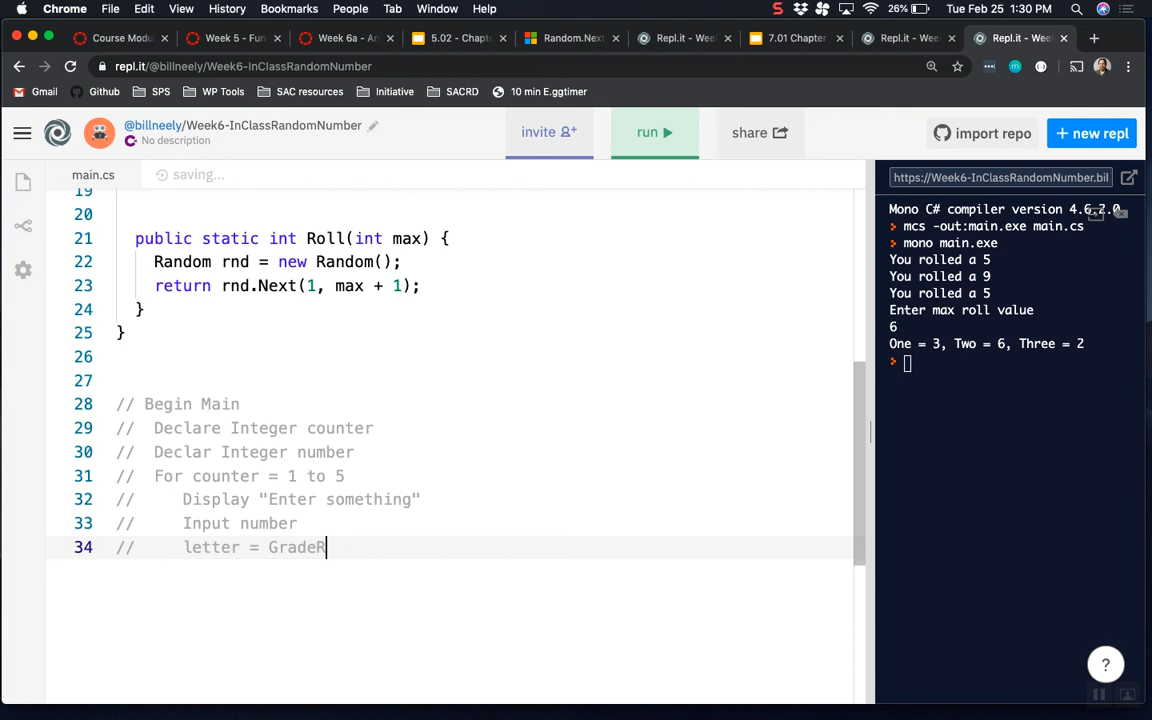 Chrome File Edit View History Bookmarks People Tab Window Help 26% Tue Feb 25 1:30 PM
Course Modu Week 5 - Fun Week 6a - Ar 5.02 - Chapt Random.Nex Repl.it - Wee 7.01 Chapter Repl.it - Wee Repl.it - Wee
repl.it/@billneely/Week6-InClassRandomNumber
Gmail Github SPS WP Tools SAC resources Initiative SACRD 10 min E.ggtimer
@billneely/Week6-InClassRandomNumber
No description
invite run share import repo + new repl
main.cs saving...
19
20
21 public static int Roll(int max) {
22 Random rnd = new Random();
23 return rnd.Next(1, max + 1);
24 }
25 }
26
27
28 // Begin Main
29 // Declare Integer counter
30 // Declar Integer number
31 // For counter = 1 to 5
32 // Display "Enter something"
33 // Input number
34 // letter = GradeR
https://Week6-InClassRandomNumber.bil
Mono C# compiler version 4.6.2.0
> mcs -out:main.exe main.cs
> mono main.exe
You rolled a 5
You rolled a 9
You rolled a 5
Enter max roll value
6
One = 3, Two = 6, Three = 2
>
?